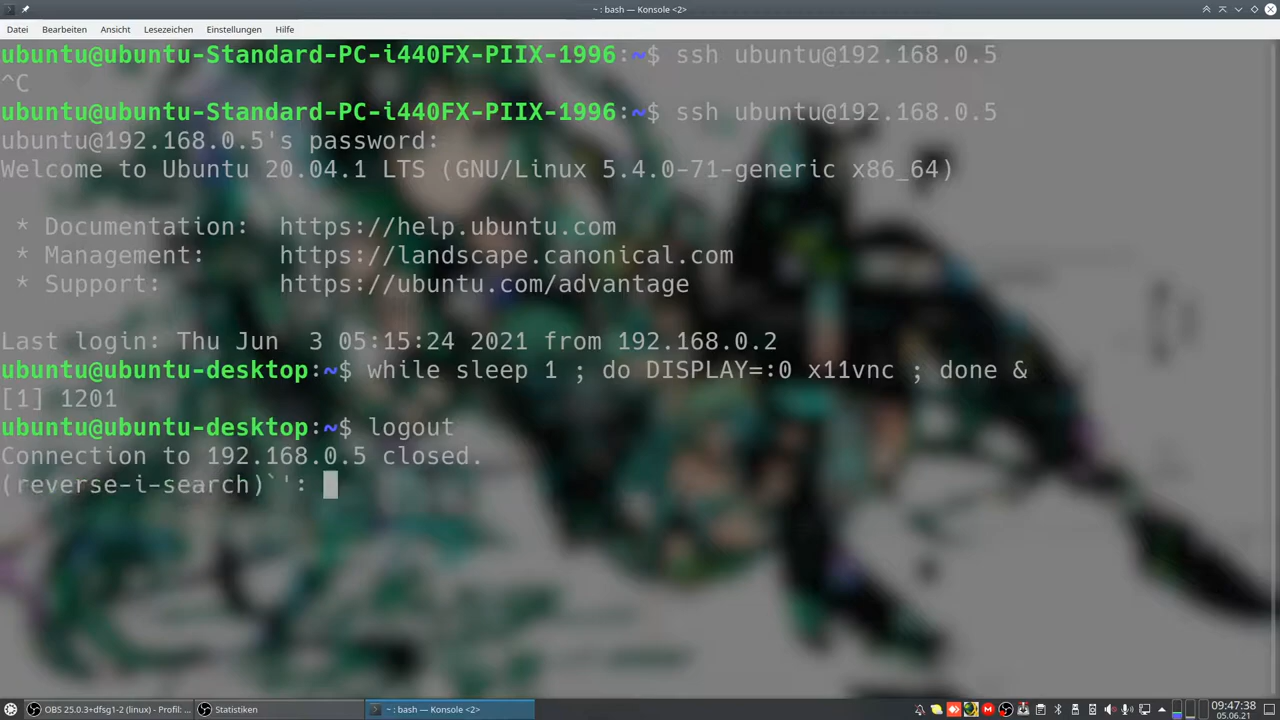 ~ : bash — Konsole <2>
Datei Bearbeiten Ansicht Lesezeichen Einstellungen Hilfe
ubuntu@ubuntu-Standard-PC-i440FX-PIIX-1996:~$ ssh ubuntu@192.168.0.5
^C
ubuntu@ubuntu-Standard-PC-i440FX-PIIX-1996:~$ ssh ubuntu@192.168.0.5
ubuntu@192.168.0.5's password:
Welcome to Ubuntu 20.04.1 LTS (GNU/Linux 5.4.0-71-generic x86_64)
* Documentation: https://help.ubuntu.com
* Management: https://landscape.canonical.com
* Support: https://ubuntu.com/advantage
Last login: Thu Jun  3 05:15:24 2021 from 192.168.0.2
ubuntu@ubuntu-desktop:~$ while sleep 1 ; do DISPLAY=:0 x11vnc ; done &
[1] 1201
ubuntu@ubuntu-desktop:~$ logout
Connection to 192.168.0.5 closed.
(reverse-i-search)`':
OBS 25.0.3+dfsg1-2 (linux) - Profil: ... Statistiken ~ : bash — Konsole <2> 09:47:38
05.06.21